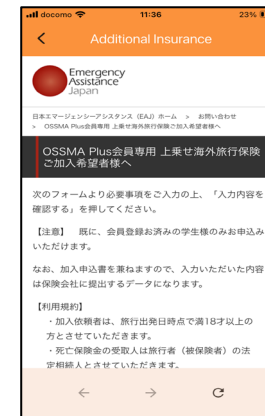 docomo 11:36 23%
Additional Insurance
Emergency
Assistance
Japan
日本エマージェンシーアシスタンス（EAJ）ホーム > お問い合わせ
> OSSMA Plus会員専用 上乗せ海外旅行保険ご加入希望者様へ
OSSMA Plus会員専用 上乗せ海外旅行保険
ご加入希望者様へ
次のフォームより必要事項をご入力の上、「入力内容を
確認する」を押してください。
【注意】 既に、会員登録お済みの学生様のみお申込み
いただけます。
なお、加入申込書を兼ねますので、入力いただいた内容
は保険会社に提出するデータになります。
【利用規約】
・加入依頼者は、旅行出発日時点で満18才以上の
方とさせていただきます。
・死亡保険金の受取人は旅行者（被保険者）の法
定相続人とさせていただきます。